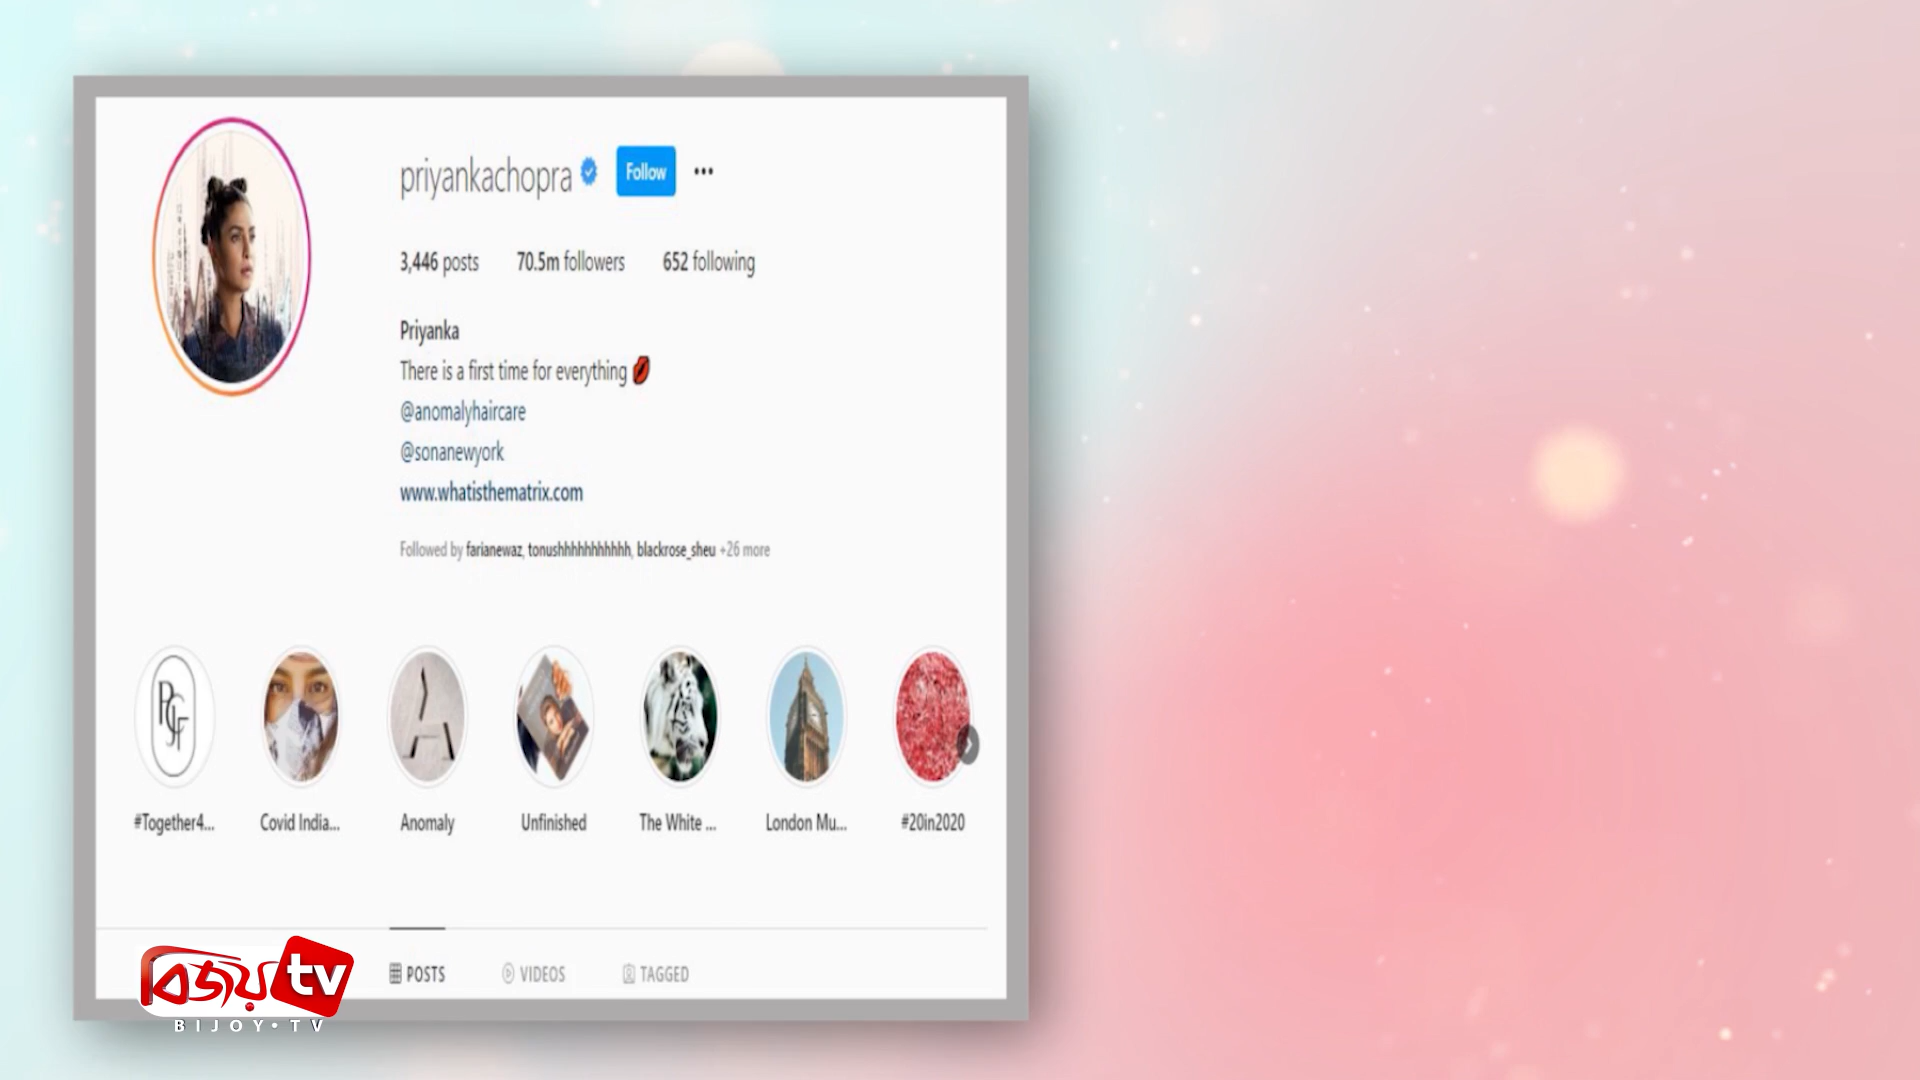 priyankachopra Follow
3,446 posts 70.5m followers 652 following
Priyanka
There is a first time for everything 💋
@anomalyhaircare
@sonanewyork
www.whatisthematrix.com
Followed by farianewaz, tonushhhhhhhhhhh, blackrose_sheu +26 more
#Together4... Covid India... Anomaly Unfinished The White ... London Mu... #20in2020
POSTS VIDEOS TAGGED
বিজয় tv
BIJOY•TV